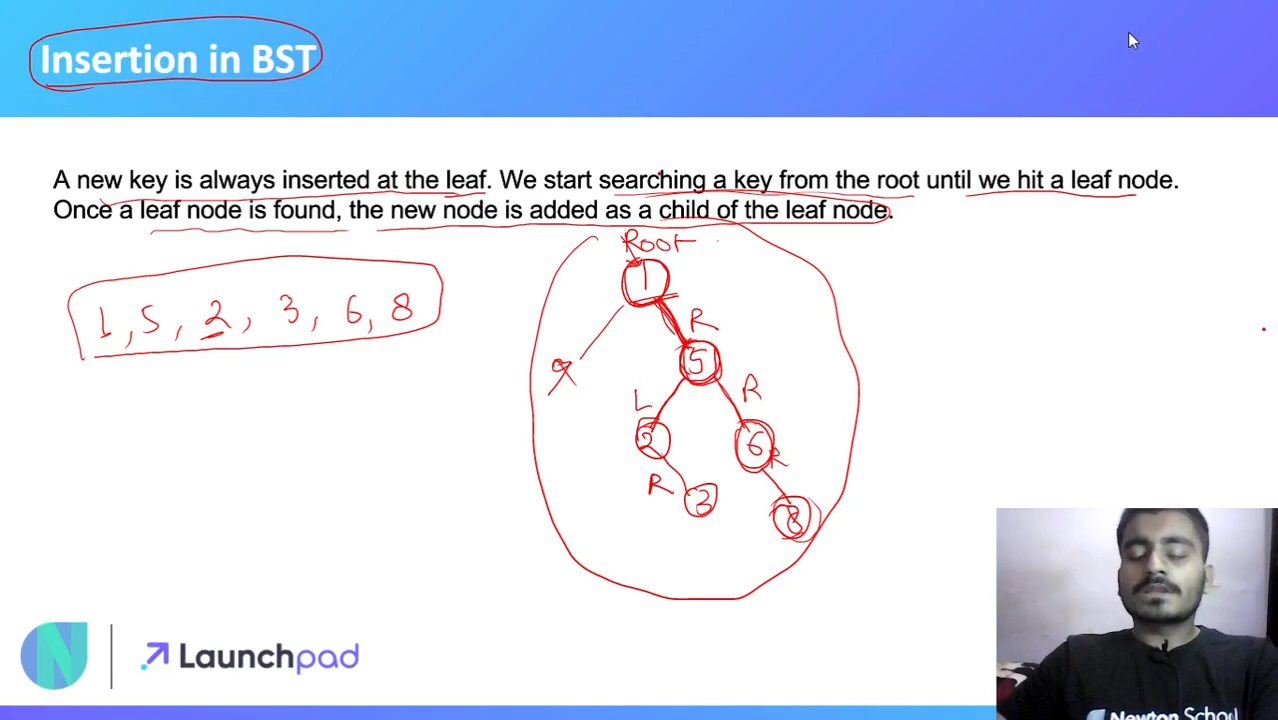 Insertion in BST
A new key is always inserted at the leaf. We start searching a key from the root until we hit a leaf node.
Once a leaf node is found, the new node is added as a child of the leaf node.
Root
1
1, 5, 2, 3, 6, 8
R
5
L
R
2
6
R
R
3
8
N
Launchpad
Newton School